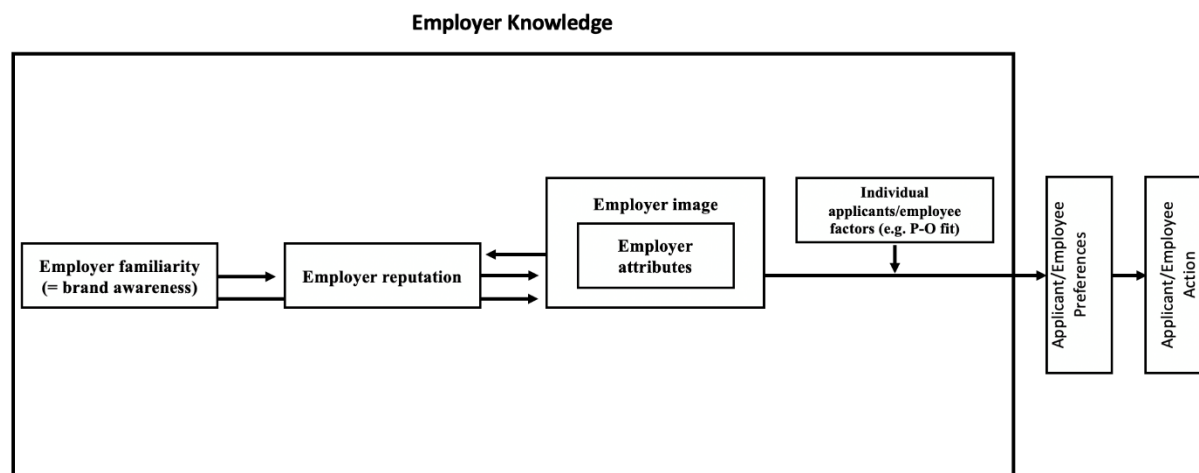 Employer Knowledge
Employer familiarity
(= brand awareness)
Employer reputation
Employer image
Employer
attributes
Individual
applicants/employee
factors (e.g. P-O fit)
Applicant/Employee
Preferences
Applicant/Employee
Action